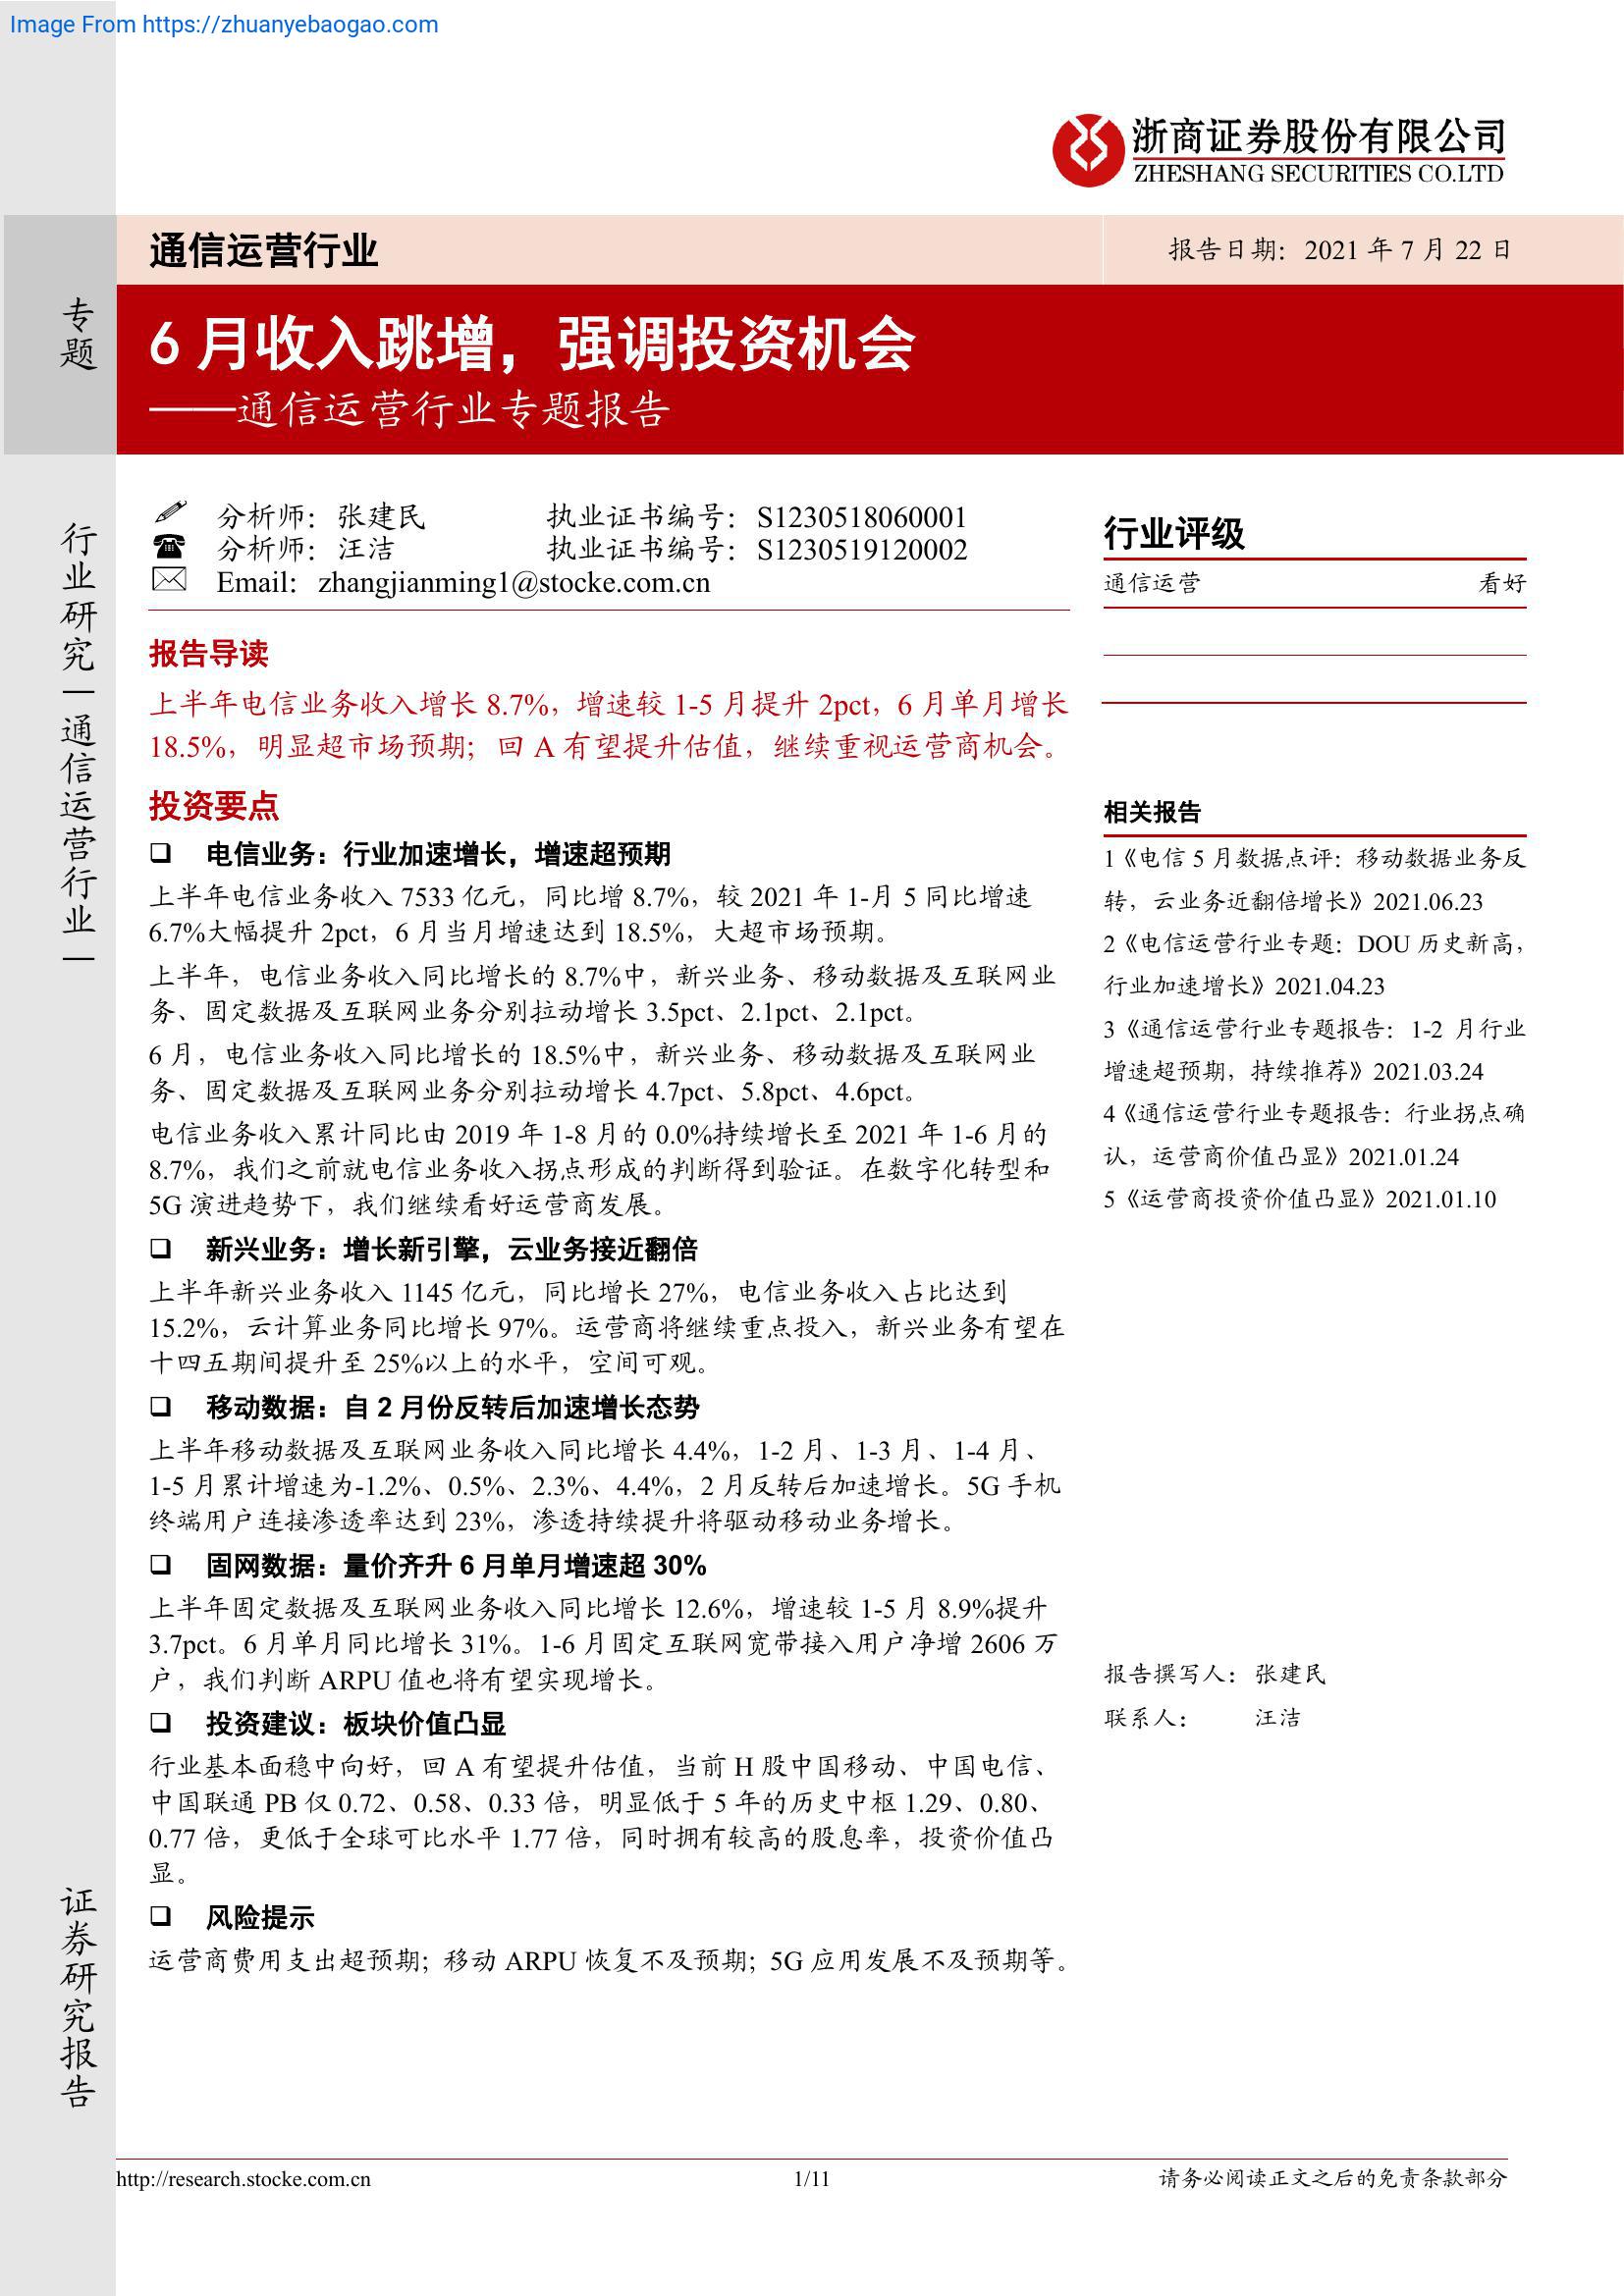 Image From https://zhuanyebaogao.com
浙商证券股份有限公司
ZHESHANG SECURITIES CO.LTD
通信运营行业
报告日期：2021 年 7 月 22 日
专题
6 月收入跳增，强调投资机会
——通信运营行业专题报告
行业研究|通信运营行业|
分析师：张建民 执业证书编号：S1230518060001
分析师：汪洁 执业证书编号：S1230519120002
Email：zhangjianming1@stocke.com.cn
报告导读
上半年电信业务收入增长 8.7%，增速较 1-5 月提升 2pct，6 月单月增长
18.5%，明显超市场预期；回 A 有望提升估值，继续重视运营商机会。
投资要点
❑ 电信业务：行业加速增长，增速超预期
上半年电信业务收入 7533 亿元，同比增 8.7%，较 2021 年 1-月 5 同比增速
6.7%大幅提升 2pct，6 月当月增速达到 18.5%，大超市场预期。
上半年，电信业务收入同比增长的 8.7%中，新兴业务、移动数据及互联网业
务、固定数据及互联网业务分别拉动增长 3.5pct、2.1pct、2.1pct。
6 月，电信业务收入同比增长的 18.5%中，新兴业务、移动数据及互联网业
务、固定数据及互联网业务分别拉动增长 4.7pct、5.8pct、4.6pct。
电信业务收入累计同比由 2019 年 1-8 月的 0.0%持续增长至 2021 年 1-6 月的
8.7%，我们之前就电信业务收入拐点形成的判断得到验证。在数字化转型和
5G 演进趋势下，我们继续看好运营商发展。
❑ 新兴业务：增长新引擎，云业务接近翻倍
上半年新兴业务收入 1145 亿元，同比增长 27%，电信业务收入占比达到
15.2%，云计算业务同比增长 97%。运营商将继续重点投入，新兴业务有望在
十四五期间提升至 25%以上的水平，空间可观。
❑ 移动数据：自 2 月份反转后加速增长态势
上半年移动数据及互联网业务收入同比增长 4.4%，1-2 月、1-3 月、1-4 月、
1-5 月累计增速为-1.2%、0.5%、2.3%、4.4%，2 月反转后加速增长。5G 手机
终端用户连接渗透率达到 23%，渗透持续提升将驱动移动业务增长。
❑ 固网数据：量价齐升 6 月单月增速超 30%
上半年固定数据及互联网业务收入同比增长 12.6%，增速较 1-5 月 8.9%提升
3.7pct。6 月单月同比增长 31%。1-6 月固定互联网宽带接入用户净增 2606 万
户，我们判断 ARPU 值也将有望实现增长。
❑ 投资建议：板块价值凸显
行业基本面稳中向好，回 A 有望提升估值，当前 H 股中国移动、中国电信、
中国联通 PB 仅 0.72、0.58、0.33 倍，明显低于 5 年的历史中枢 1.29、0.80、
0.77 倍，更低于全球可比水平 1.77 倍，同时拥有较高的股息率，投资价值凸
显。
❑ 风险提示
运营商费用支出超预期；移动 ARPU 恢复不及预期；5G 应用发展不及预期等。
行业评级
通信运营 看好
相关报告
1《电信 5 月数据点评：移动数据业务反
转，云业务近翻倍增长》2021.06.23
2《电信运营行业专题：DOU 历史新高，
行业加速增长》2021.04.23
3《通信运营行业专题报告：1-2 月行业
增速超预期，持续推荐》2021.03.24
4《通信运营行业专题报告：行业拐点确
认，运营商价值凸显》2021.01.24
5《运营商投资价值凸显》2021.01.10
报告撰写人：张建民
联系人： 汪洁
证券研究报告
http://research.stocke.com.cn
1/11
请务必阅读正文之后的免责条款部分